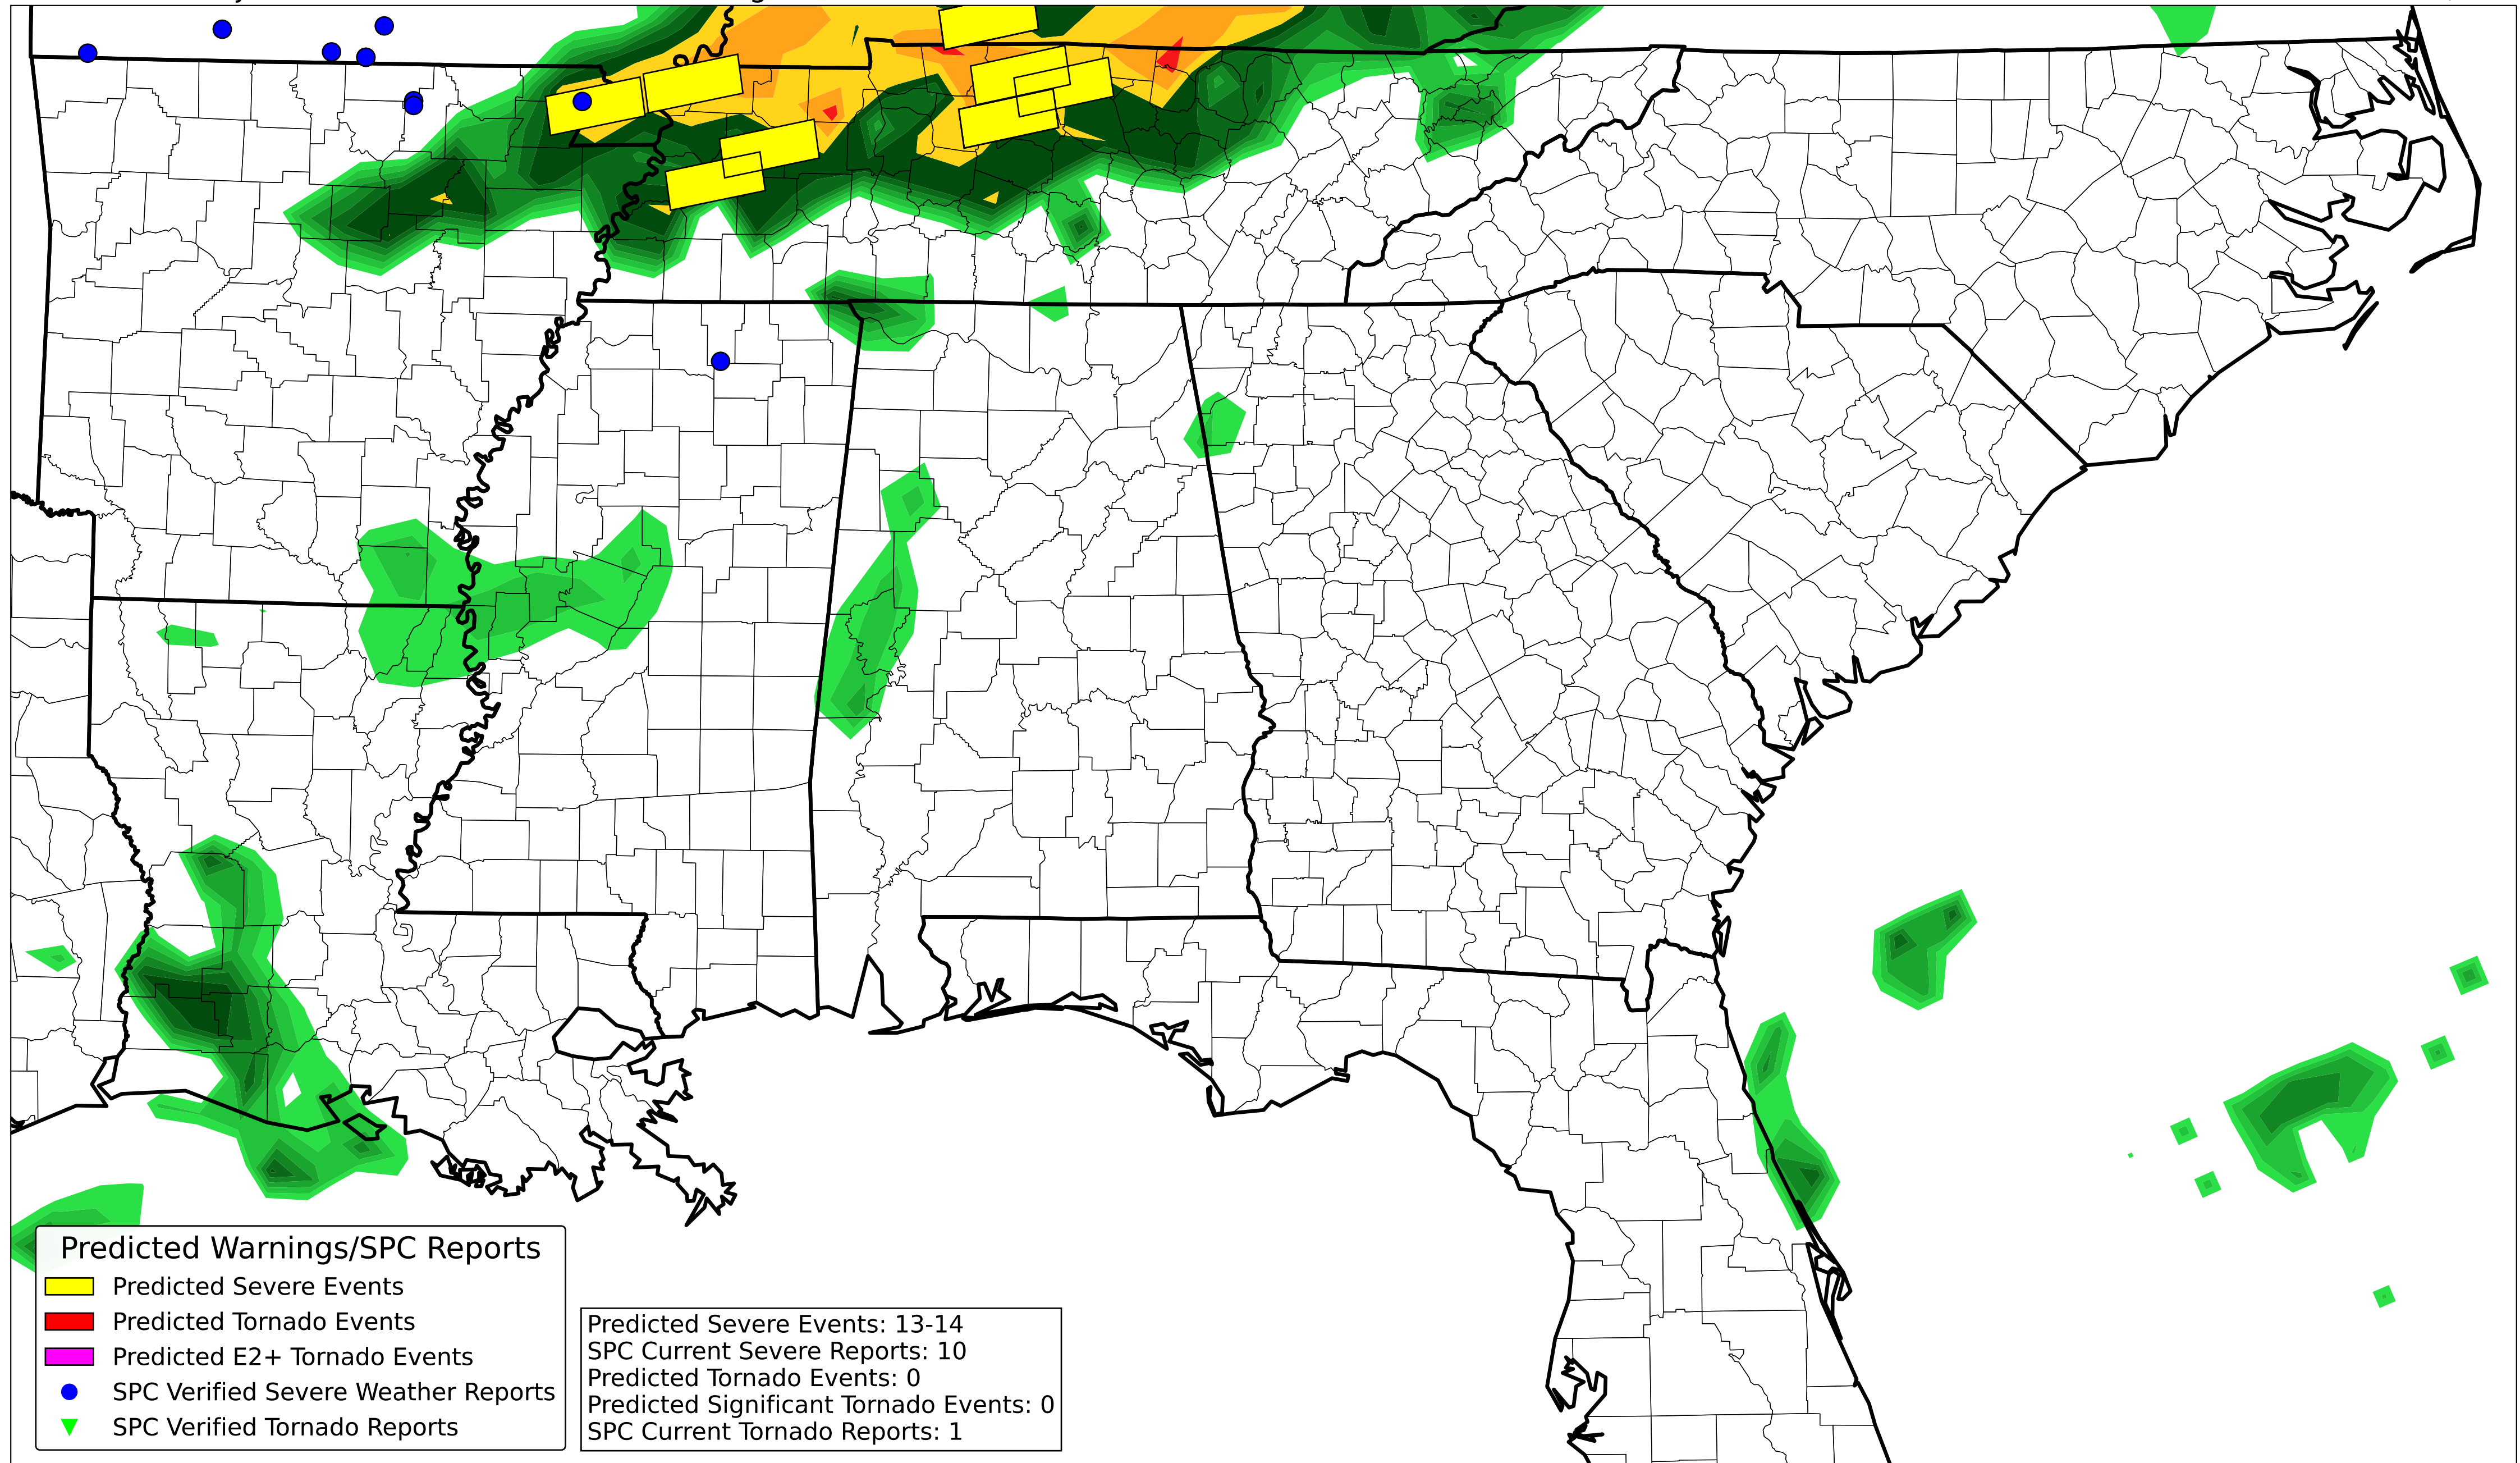 Predicted Warnings/SPC Reports
Predicted Severe Events
Predicted Tornado Events
Predicted E2+ Tornado Events
SPC Verified Severe Weather Reports
SPC Verified Tornado Reports
Predicted Severe Events: 13-14
SPC Current Severe Reports: 10
Predicted Tornado Events: 0
Predicted Significant Tornado Events: 0
SPC Current Tornado Reports: 1